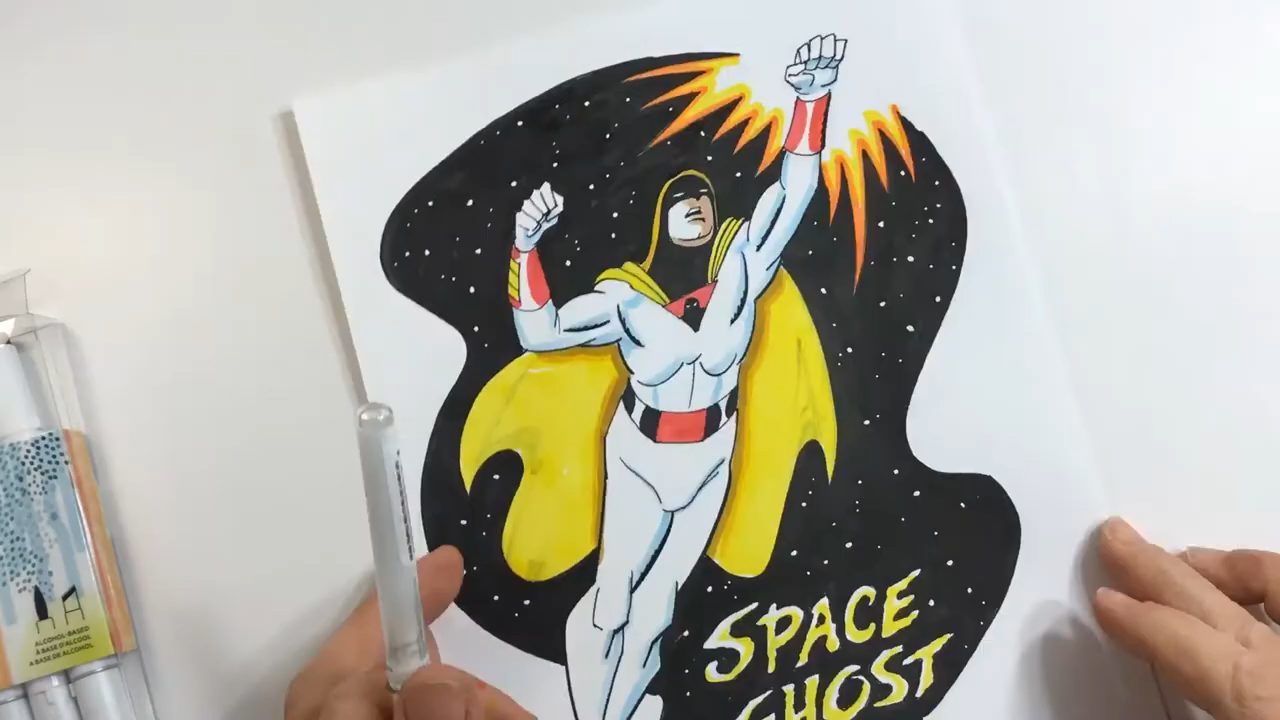 SPACE
GHOST
ALCOHOL-BASED
À BASE D'ALCOOL
A BASE DE ALCOHOL